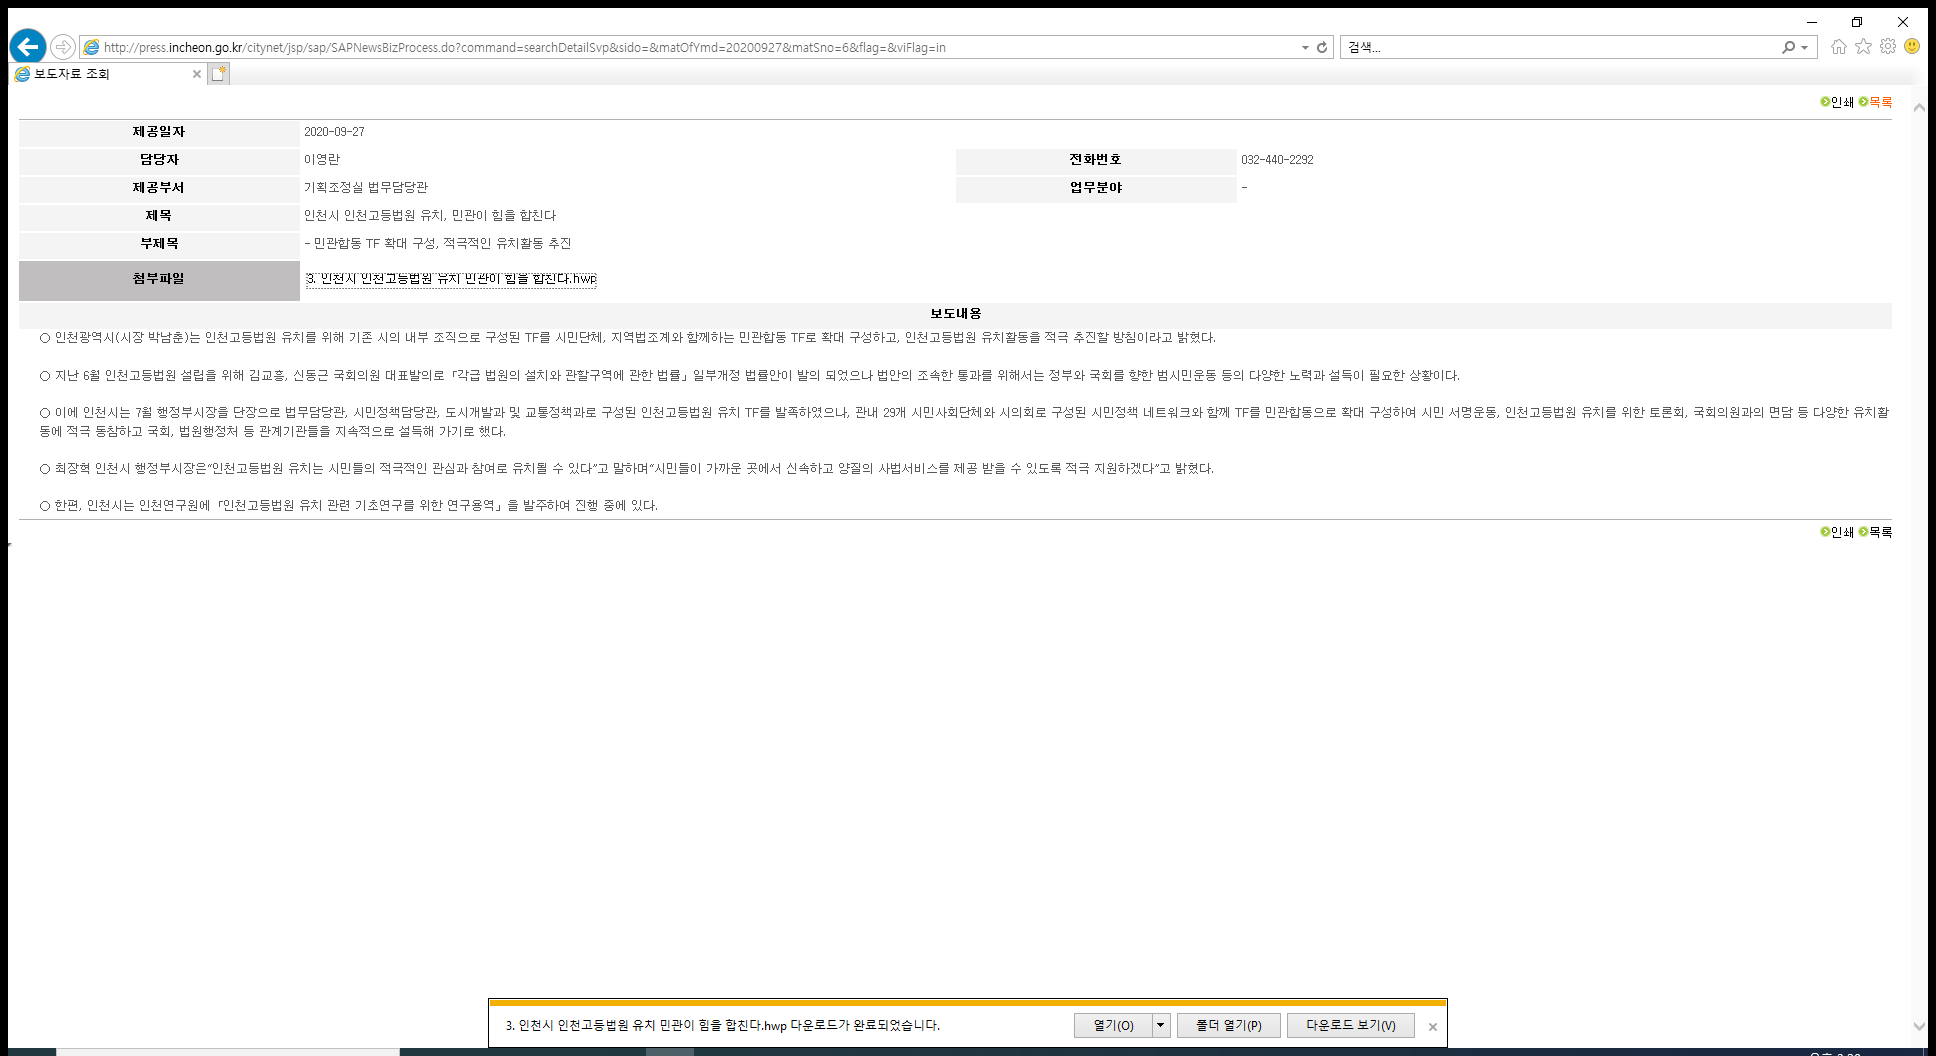 http://press.incheon.go.kr/citynet/jsp/sap/SAPNewsBizProcess.do?command=searchDetailSvp&sido=&matOfYmd=20200927&matSno=6&flag=&viFlag=in
검색...
보도자료 조회
인쇄 목록
제공일자 2020-09-27
담당자 이영란 전화번호 032-440-2292
제공부서 기획조정실 법무담당관 업무분야 -
제목 인천시 인천고등법원 유치, 민관이 힘을 합친다
부제목 - 민관합동 TF 확대 구성, 적극적인 유치활동 추진
첨부파일 3. 인천시 인천고등법원 유치 민관이 힘을 합친다.hwp
보도내용
○ 인천광역시(시장 박남춘)는 인천고등법원 유치를 위해 기존 시의 내부 조직으로 구성된 TF를 시민단체, 지역법조계와 함께하는 민관합동 TF로 확대 구성하고, 인천고등법원 유치활동을 적극 추진할 방침이라고 밝혔다.
○ 지난 6월 인천고등법원 설립을 위해 김교흥, 신동근 국회의원 대표발의로「각급 법원의 설치와 관할구역에 관한 법률」일부개정 법률안이 발의 되었으나 법안의 조속한 통과를 위해서는 정부와 국회를 향한 범시민운동 등의 다양한 노력과 설득이 필요한 상황이다.
○ 이에 인천시는 7월 행정부시장을 단장으로 법무담당관, 시민정책담당관, 도시개발과 및 교통정책과로 구성된 인천고등법원 유치 TF를 발족하였으나, 관내 29개 시민사회단체와 시의회로 구성된 시민정책 네트워크와 함께 TF를 민관합동으로 확대 구성하여 시민 서명운동, 인천고등법원 유치를 위한 토론회, 국회의원과의 면담 등 다양한 유치활
동에 적극 동참하고 국회, 법원행정처 등 관계기관들을 지속적으로 설득해 가기로 했다.
○ 최장혁 인천시 행정부시장은“인천고등법원 유치는 시민들의 적극적인 관심과 참여로 유치될 수 있다”고 말하며“시민들이 가까운 곳에서 신속하고 양질의 사법서비스를 제공 받을 수 있도록 적극 지원하겠다”고 밝혔다.
○ 한편, 인천시는 인천연구원에「인천고등법원 유치 관련 기초연구를 위한 연구용역」을 발주하여 진행 중에 있다.
인쇄 목록
3. 인천시 인천고등법원 유치 민관이 힘을 합친다.hwp 다운로드가 완료되었습니다. 열기(O) 폴더 열기(P) 다운로드 보기(V)